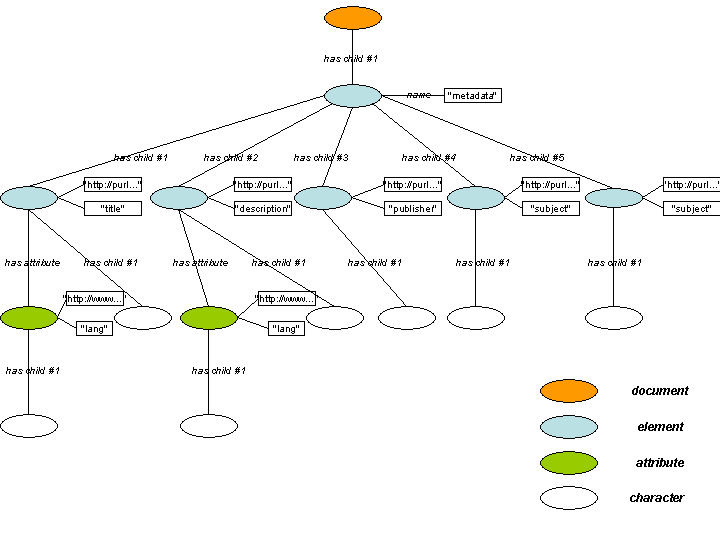 has child #1
name
"metadata"
has child #1
has child #2
has child #3
has child #4
has child #5
"http://purl..."
"http://purl..."
"http://purl..."
"http://purl..."
"http://purl..."
"title"
"description"
"publisher"
"subject"
"subject"
has attribute
has child #1
has attribute
has child #1
has child #1
has child #1
has child #1
"http://www..."
"http://www..."
"lang"
"lang"
has child #1
has child #1
document
element
attribute
character